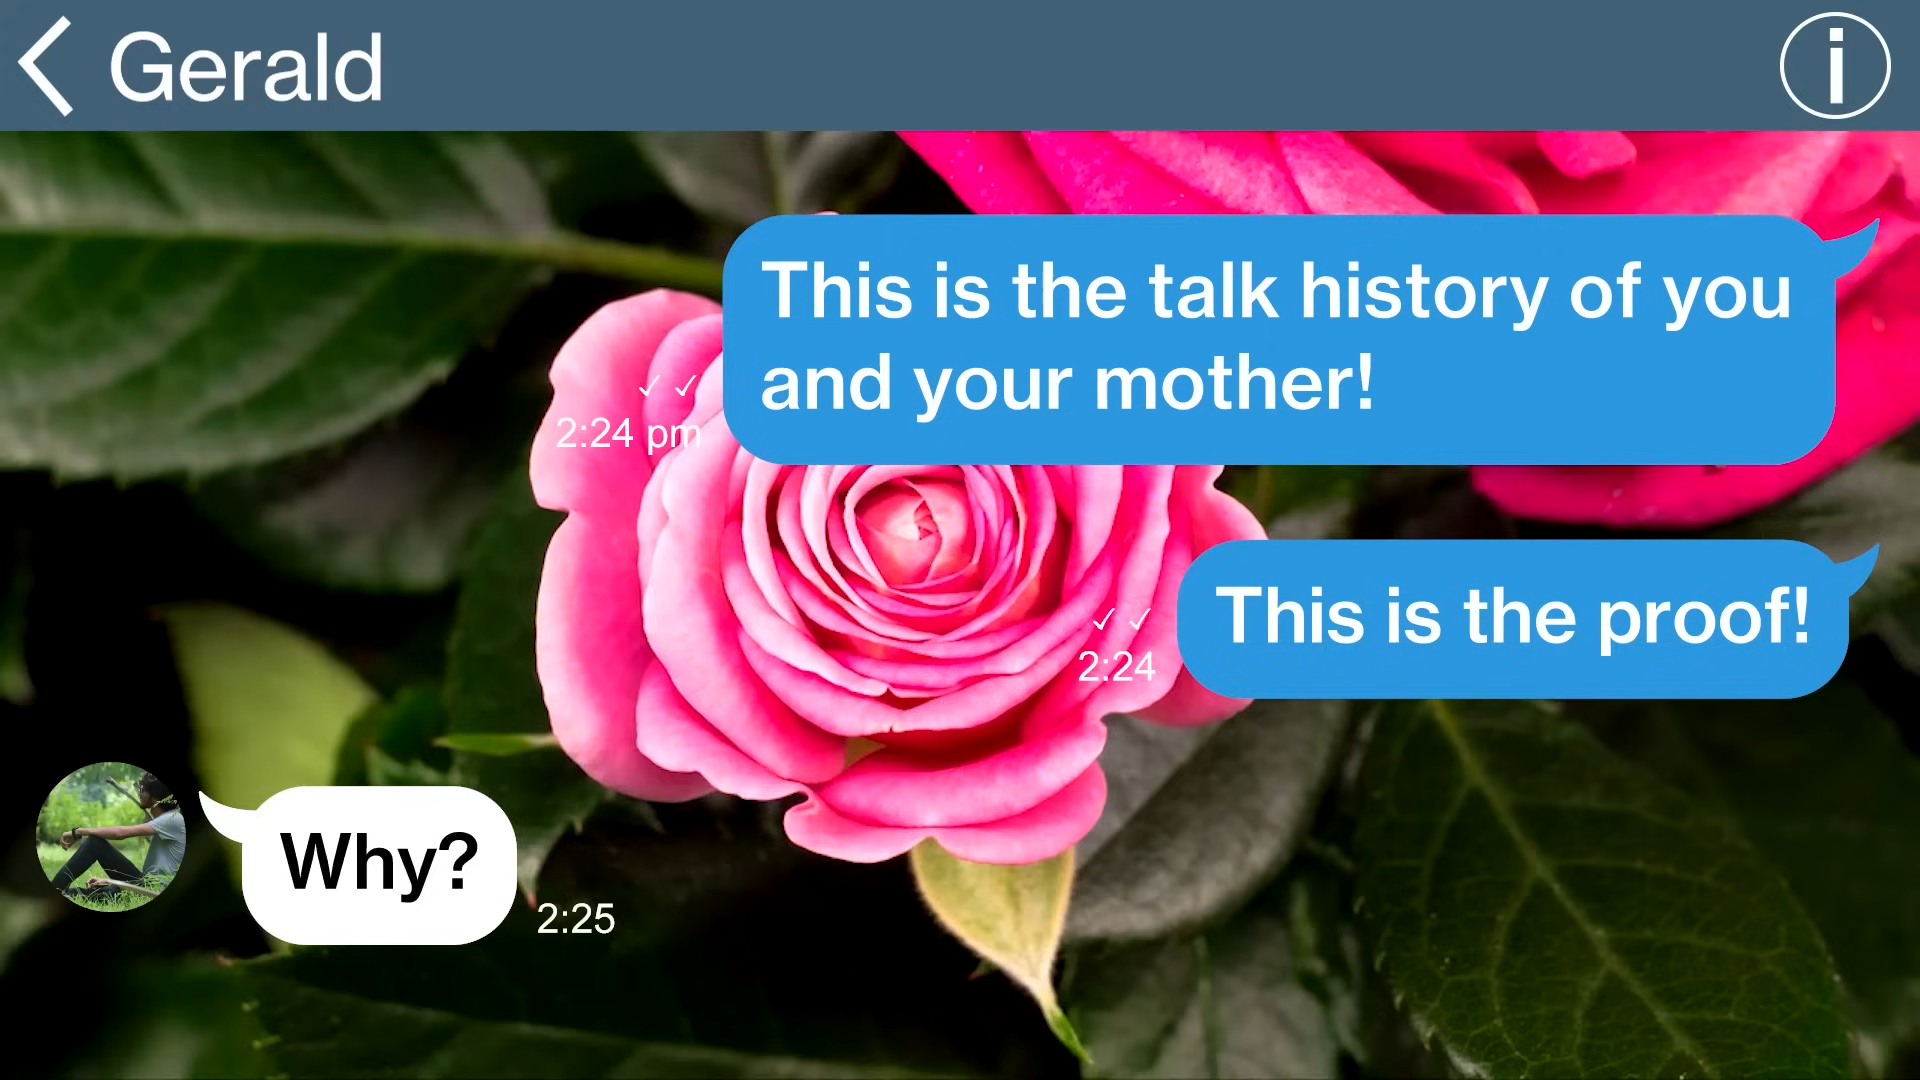 Gerald
This is the talk history of you
and your mother!
✓ ✓
2:24 pm
This is the proof!
✓ ✓
2:24
Why?
2:25